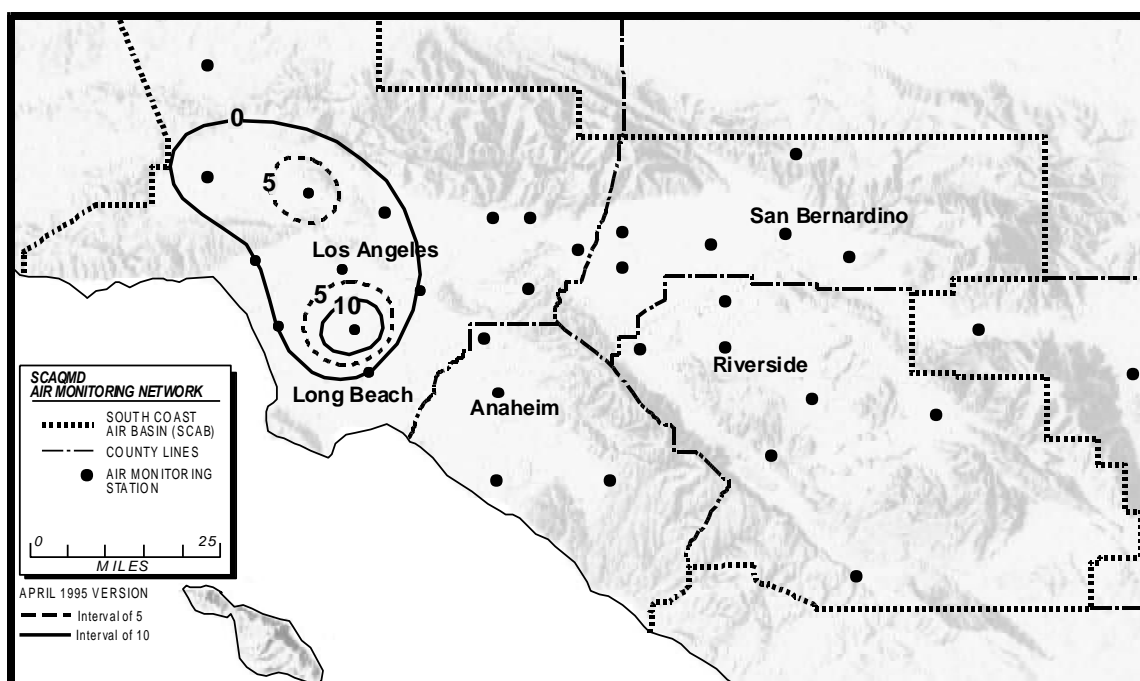 0
5
San Bernardino
Los Angeles
5
10
Riverside
Long Beach
Anaheim
SCAQMD
AIR MONITORING NETWORK
SOUTH COAST
AIR BASIN (SCAB)
COUNTY LINES
AIR MONITORING
STATION
0 25
MILES
APRIL 1995 VERSION
Interval of 5
Interval of 10